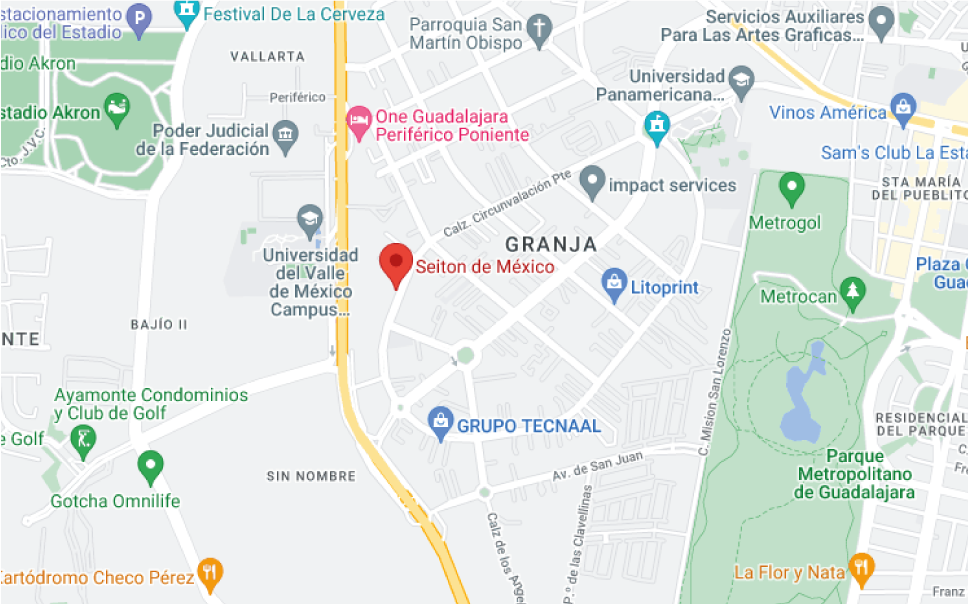 stacionamiento
lico del Estadio
Festival De La Cerveza
Parroquia San
Martín Obispo
Servicios Auxiliares
Para Las Artes Graficas...
VALLARTA
dio Akron
Universidad
Panamericana...
Periférico
stadio Akron
One Guadalajara
Periférico Poniente
Vinos América
Poder Judicial
de la Federación
Cto. J.V.C.
Sam's Club La Esta
Calz. Circunvalación Pte
impact services
STA MARÍA
DEL PUEBLITO
Metrogol
GRANJA
Universidad
del Valle
de México
Campus...
Seiton de México
Plaza
Gua
Litoprint
Metrocan
BAJÍO II
NTE
C. Mision San Lorenzo
Ayamonte Condominios
y Club de Golf
RESIDENCIAL
DEL PARQUE
GRUPO TECNAAL
e Golf
Av. de San Juan
Parque
Metropolitano
de Guadalajara
SIN NOMBRE
Gotcha Omnilife
Calz de los Ange
P.º de las Clavellinas
Kartódromo Checo Pérez
La Flor y Nata
Franz